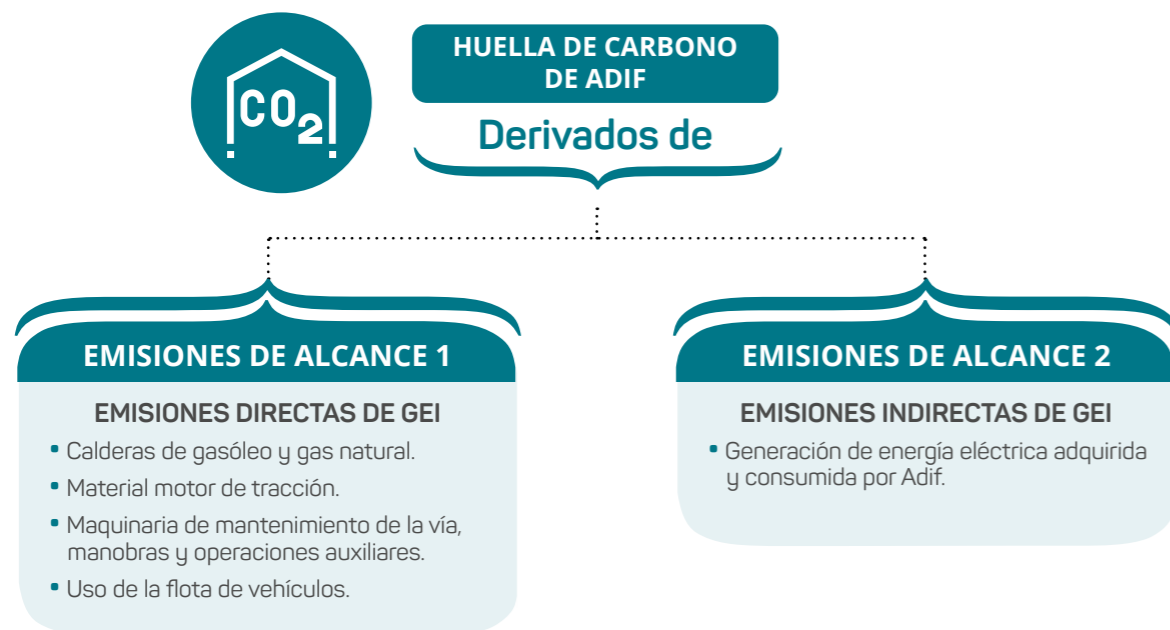 CO2
HUELLA DE CARBONO
DE ADIF
Derivados de
EMISIONES DE ALCANCE 1
EMISIONES DIRECTAS DE GEI
• Calderas de gasóleo y gas natural.
• Material motor de tracción.
• Maquinaria de mantenimiento de la vía,
manobras y operaciones auxiliares.
• Uso de la flota de vehículos.
EMISIONES DE ALCANCE 2
EMISIONES INDIRECTAS DE GEI
• Generación de energía eléctrica adquirida
y consumida por Adif.